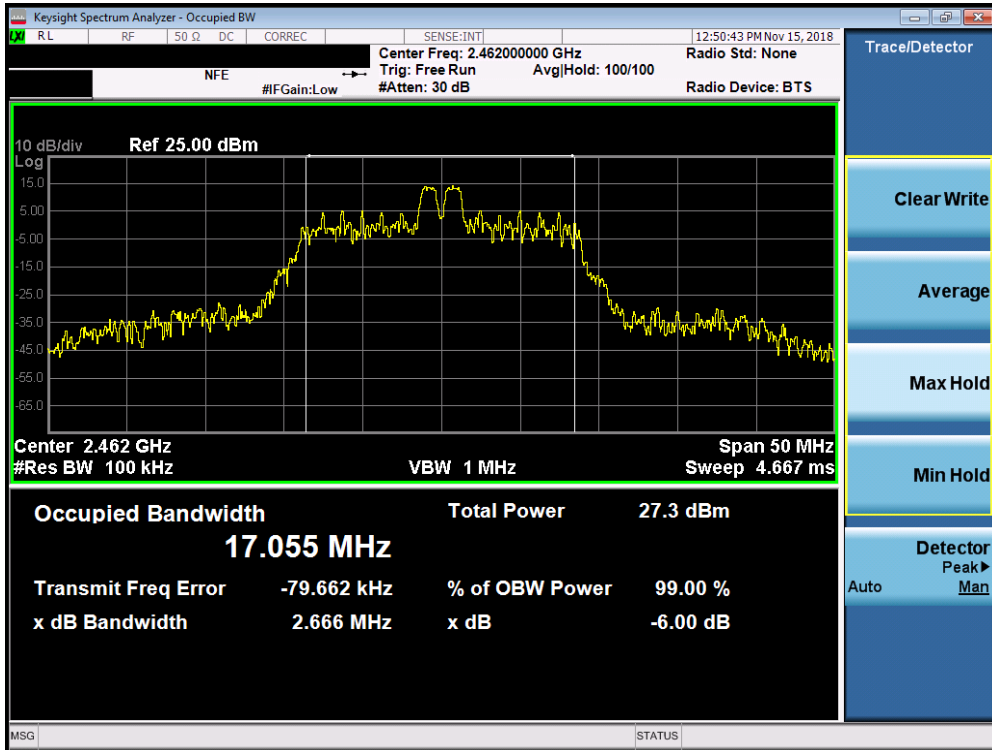 Keysight Spectrum Analyzer - Occupied BW
LXI RL RF 50 Ω DC CORREC SENSE:INT 12:50:43 PM Nov 15, 2018
Center Freq: 2.462000000 GHz Radio Std: None
NFE Trig: Free Run Avg|Hold: 100/100
#IFGain:Low #Atten: 30 dB Radio Device: BTS
10 dB/div Ref 25.00 dBm
Log
15.0
5.00
-5.00
-15.0
-25.0
-35.0
-45.0
-55.0
-65.0
Center 2.462 GHz Span 50 MHz
#Res BW 100 kHz VBW 1 MHz Sweep 4.667 ms
Occupied Bandwidth Total Power 27.3 dBm
17.055 MHz
Transmit Freq Error -79.662 kHz % of OBW Power 99.00 %
x dB Bandwidth 2.666 MHz x dB -6.00 dB
MSG STATUS
Trace/Detector
Clear Write
Average
Max Hold
Min Hold
Detector
Peak▶
Auto Man